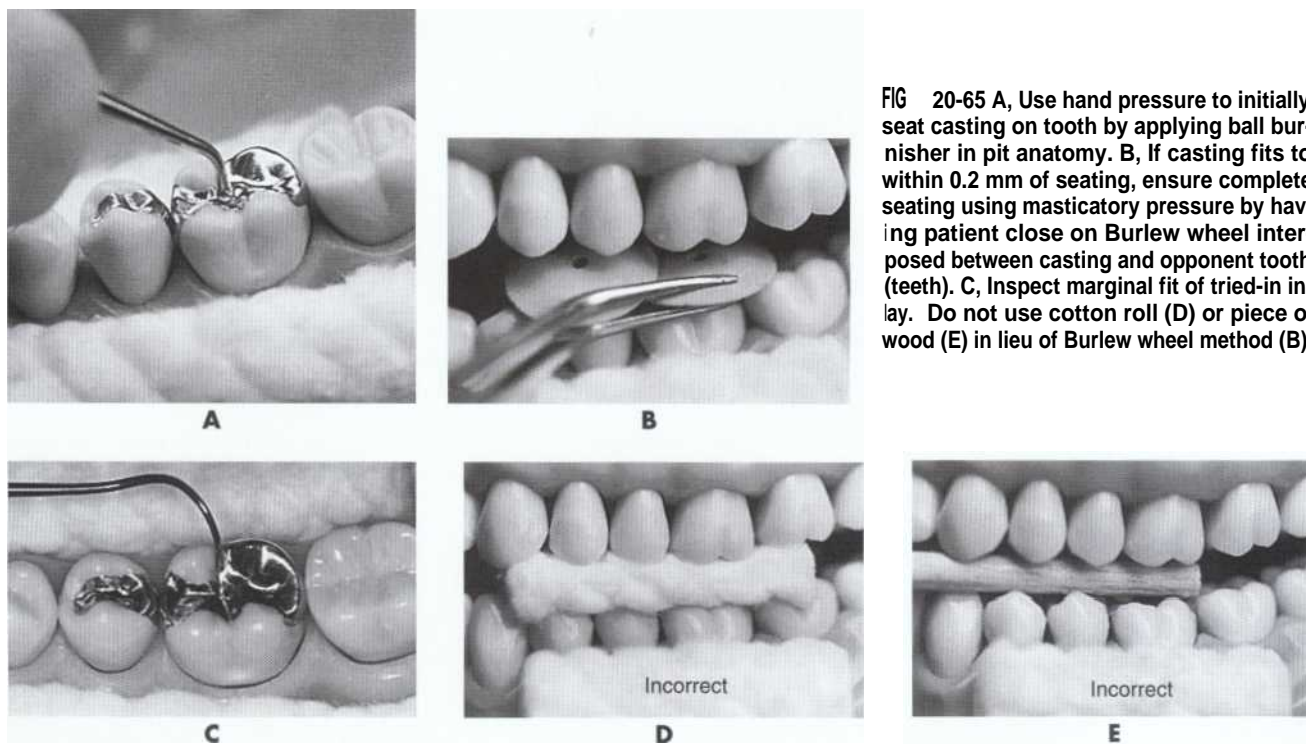 FIG 20-65 A, Use hand pressure to initially
seat casting on tooth by applying ball bur-
nisher in pit anatomy. B, If casting fits to
within 0.2 mm of seating, ensure complete
seating using masticatory pressure by hav
ing patient close on Burlew wheel inter
posed between casting and opponent tooth
(teeth). C, Inspect marginal fit of tried-in in
lay. Do not use cotton roll (D) or piece o
wood (E) in lieu of Burlew wheel method (B)
A
B
C
Incorrect
D
Incorrect
E